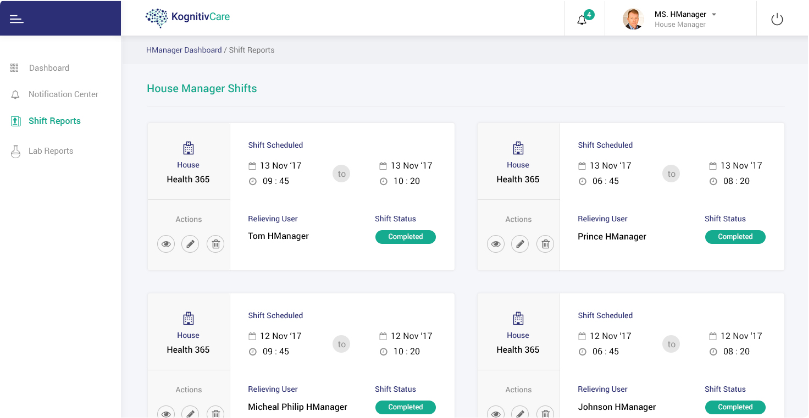 KognitivCare
4
MS. HManager
House Manager
HManager Dashboard / Shift Reports
Dashboard
Notification Center
Shift Reports
Lab Reports
House Manager Shifts
House
Health 365
Actions
Shift Scheduled
13 Nov '17
09 : 45
to
13 Nov '17
10 : 20
Relieving User
Tom HManager
Shift Status
Completed
House
Health 365
Actions
Shift Scheduled
13 Nov '17
06 : 45
to
13 Nov '17
08 : 20
Relieving User
Prince HManager
Shift Status
Completed
House
Health 365
Actions
Shift Scheduled
12 Nov '17
09 : 45
to
12 Nov '17
10 : 20
Relieving User
Micheal Philip HManager
Shift Status
Completed
House
Health 365
Actions
Shift Scheduled
12 Nov '17
06 : 45
to
12 Nov '17
08 : 20
Relieving User
Johnson HManager
Shift Status
Completed